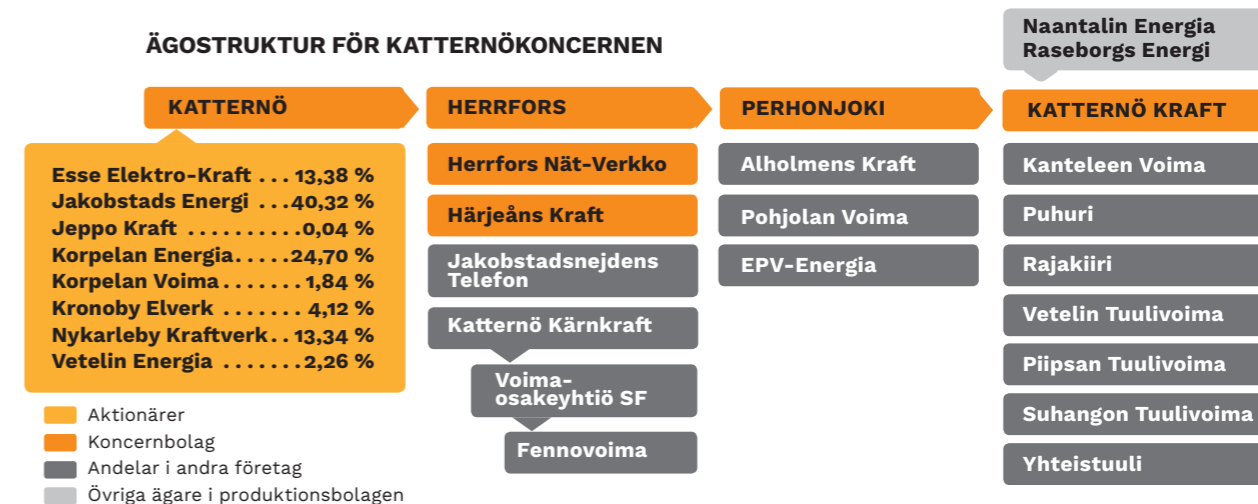 ÄGOSTRUKTUR FÖR KATTERNÖKONCERNEN
KATTERNÖ
Esse Elektro-Kraft . . . 13,38 %
Jakobstads Energi . . .40,32 %
Jeppo Kraft . . . . . . . . . .0,04 %
Korpelan Energia. . . . .24,70 %
Korpelan Voima. . . . . . . 1,84 %
Kronoby Elverk . . . . . . . 4,12 %
Nykarleby Kraftverk. . 13,34 %
Vetelin Energia . . . . . . .2,26 %
Aktionärer
Koncernbolag
Andelar i andra företag
Övriga ägare i produktionsbolagen
HERRFORS
Herrfors Nät-Verkko
Härjeåns Kraft
Jakobstadsnejdens
Telefon
Katternö Kärnkraft
Voima-
osakeyhtiö SF
Fennovoima
PERHONJOKI
Alholmens Kraft
Pohjolan Voima
EPV-Energia
Naantalin Energia
Raseborgs Energi
KATTERNÖ KRAFT
Kanteleen Voima
Puhuri
Rajakiiri
Vetelin Tuulivoima
Piipsan Tuulivoima
Suhangon Tuulivoima
Yhteistuuli